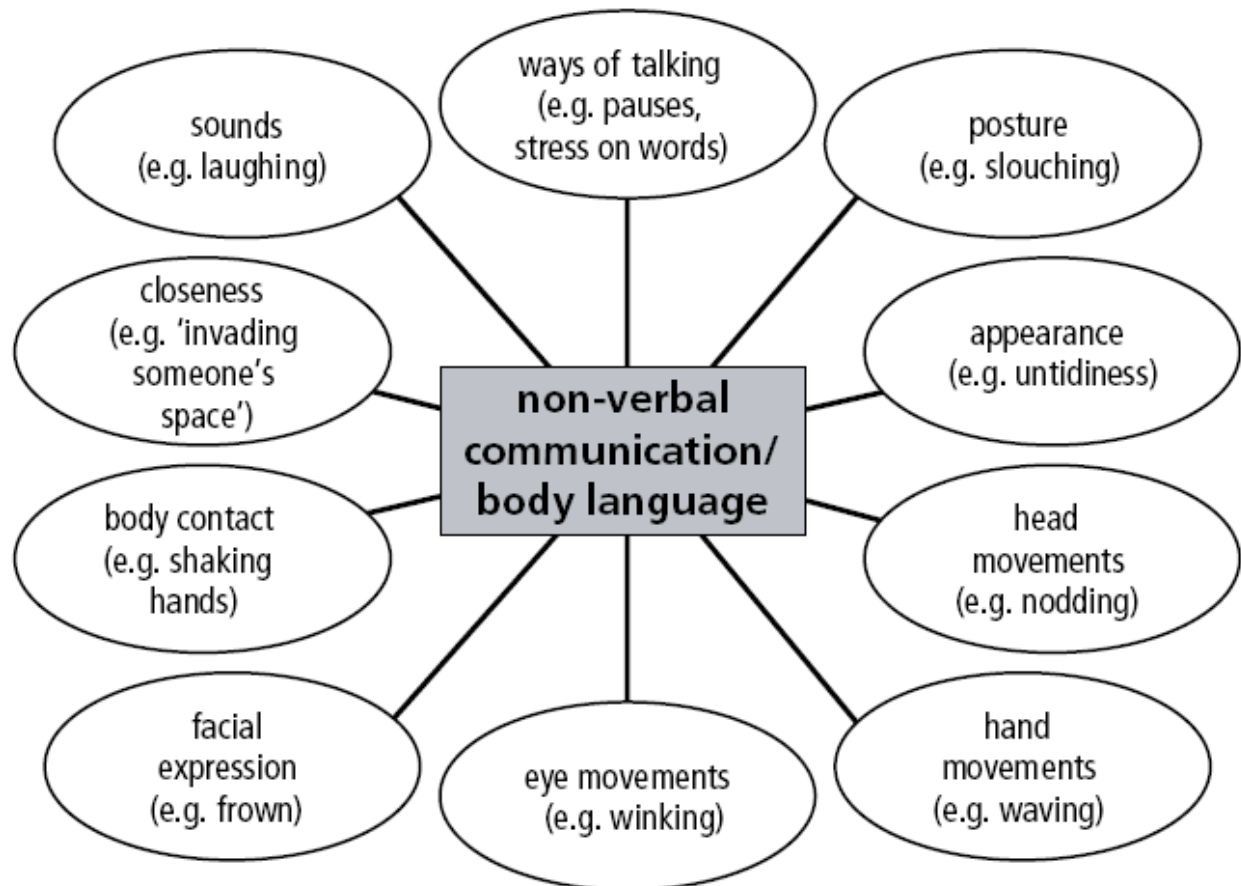 ways of talking
(e.g. pauses,
stress on words)
sounds
(e.g. laughing)
posture
(e.g. slouching)
closeness
(e.g. ‘invading
someone’s
space’)
appearance
(e.g. untidiness)
non-verbal
communication/
body language
body contact
(e.g. shaking
hands)
head
movements
(e.g. nodding)
facial
expression
(e.g. frown)
eye movements
(e.g. winking)
hand
movements
(e.g. waving)